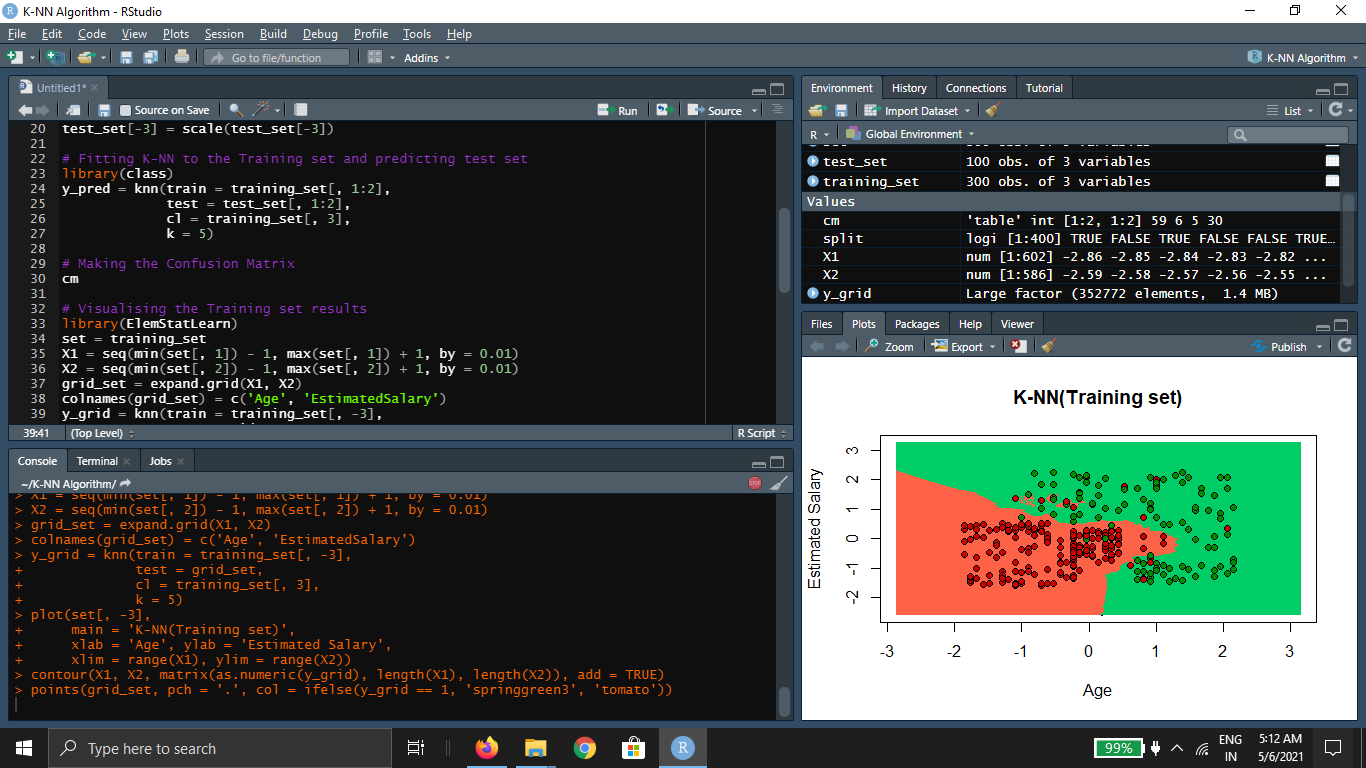 K-NN Algorithm - RStudio
File Edit Code View Plots Session Build Debug Profile Tools Help
Go to file/function
Addins
K-NN Algorithm
Untitled1*
Source on Save
Run
Source
20 test_set[-3] = scale(test_set[-3])
21
22 # Fitting K-NN to the Training set and predicting test set
23 library(class)
24 y_pred = knn(train = training_set[, 1:2],
25 test = test_set[, 1:2],
26 cl = training_set[, 3],
27 k = 5)
28
29 # Making the Confusion Matrix
30 cm
31
32 # Visualising the Training set results
33 library(ElemStatLearn)
34 set = training_set
35 X1 = seq(min(set[, 1]) - 1, max(set[, 1]) + 1, by = 0.01)
36 X2 = seq(min(set[, 2]) - 1, max(set[, 2]) + 1, by = 0.01)
37 grid_set = expand.grid(X1, X2)
38 colnames(grid_set) = c('Age', 'EstimatedSalary')
39 y_grid = knn(train = training_set[, -3],
39:41 (Top Level) R Script
Console Terminal Jobs
~/K-NN Algorithm/
> X1 = seq(min(set[, 1]) - 1, max(set[, 1]) + 1, by = 0.01)
> X2 = seq(min(set[, 2]) - 1, max(set[, 2]) + 1, by = 0.01)
> grid_set = expand.grid(X1, X2)
> colnames(grid_set) = c('Age', 'EstimatedSalary')
> y_grid = knn(train = training_set[, -3],
+ test = grid_set,
+ cl = training_set[, 3],
+ k = 5)
> plot(set[, -3],
+ main = 'K-NN(Training set)',
+ xlab = 'Age', ylab = 'Estimated Salary',
+ xlim = range(X1), ylim = range(X2))
> contour(X1, X2, matrix(as.numeric(y_grid), length(X1), length(X2)), add = TRUE)
> points(grid_set, pch = '.', col = ifelse(y_grid == 1, 'springgreen3', 'tomato'))
Environment History Connections Tutorial
Import Dataset
List
R
Global Environment
test_set 100 obs. of 3 variables
training_set 300 obs. of 3 variables
Values
cm 'table' int [1:2, 1:2] 59 6 5 30
split logi [1:400] TRUE FALSE TRUE FALSE FALSE TRUE…
X1 num [1:602] -2.86 -2.85 -2.84 -2.83 -2.82 ...
X2 num [1:586] -2.59 -2.58 -2.57 -2.56 -2.55 ...
y_grid Large factor (352772 elements, 1.4 MB)
Files Plots Packages Help Viewer
Zoom
Export
Publish
K-NN(Training set)
Estimated Salary
3
2
1
0
-1
-2
-3 -2 -1 0 1 2 3
Age
Type here to search
R
99%
ENG
IN
5:12 AM
5/6/2021